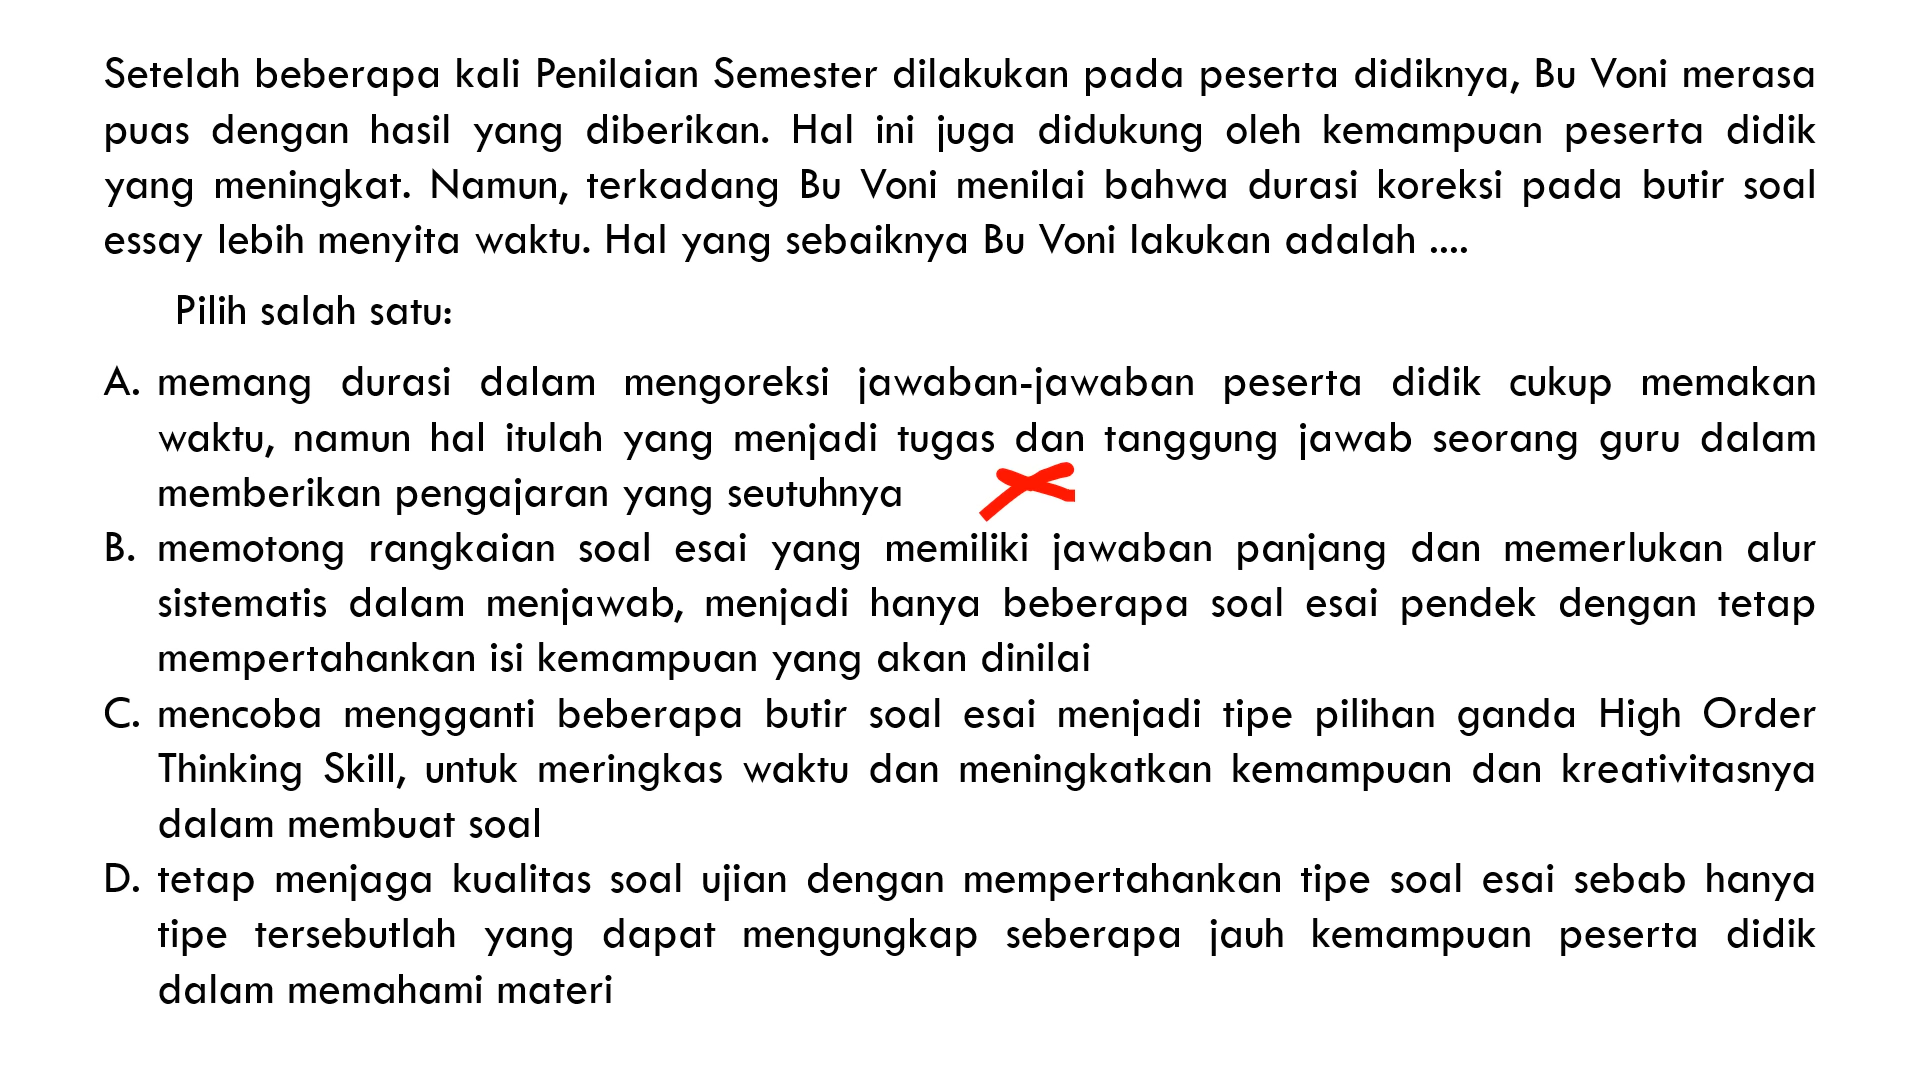 Setelah beberapa kali Penilaian Semester dilakukan pada peserta didiknya, Bu Voni merasa
puas dengan hasil yang diberikan. Hal ini juga didukung oleh kemampuan peserta didik
yang meningkat. Namun, terkadang Bu Voni menilai bahwa durasi koreksi pada butir soal
essay lebih menyita waktu. Hal yang sebaiknya Bu Voni lakukan adalah ....
Pilih salah satu:
A. memang durasi dalam mengoreksi jawaban-jawaban peserta didik cukup memakan
waktu, namun hal itulah yang menjadi tugas dan tanggung jawab seorang guru dalam
memberikan pengajaran yang seutuhnya
B. memotong rangkaian soal esai yang memiliki jawaban panjang dan memerlukan alur
sistematis dalam menjawab, menjadi hanya beberapa soal esai pendek dengan tetap
mempertahankan isi kemampuan yang akan dinilai
C. mencoba mengganti beberapa butir soal esai menjadi tipe pilihan ganda High Order
Thinking Skill, untuk meringkas waktu dan meningkatkan kemampuan dan kreativitasnya
dalam membuat soal
D. tetap menjaga kualitas soal ujian dengan mempertahankan tipe soal esai sebab hanya
tipe tersebutlah yang dapat mengungkap seberapa jauh kemampuan peserta didik
dalam memahami materi